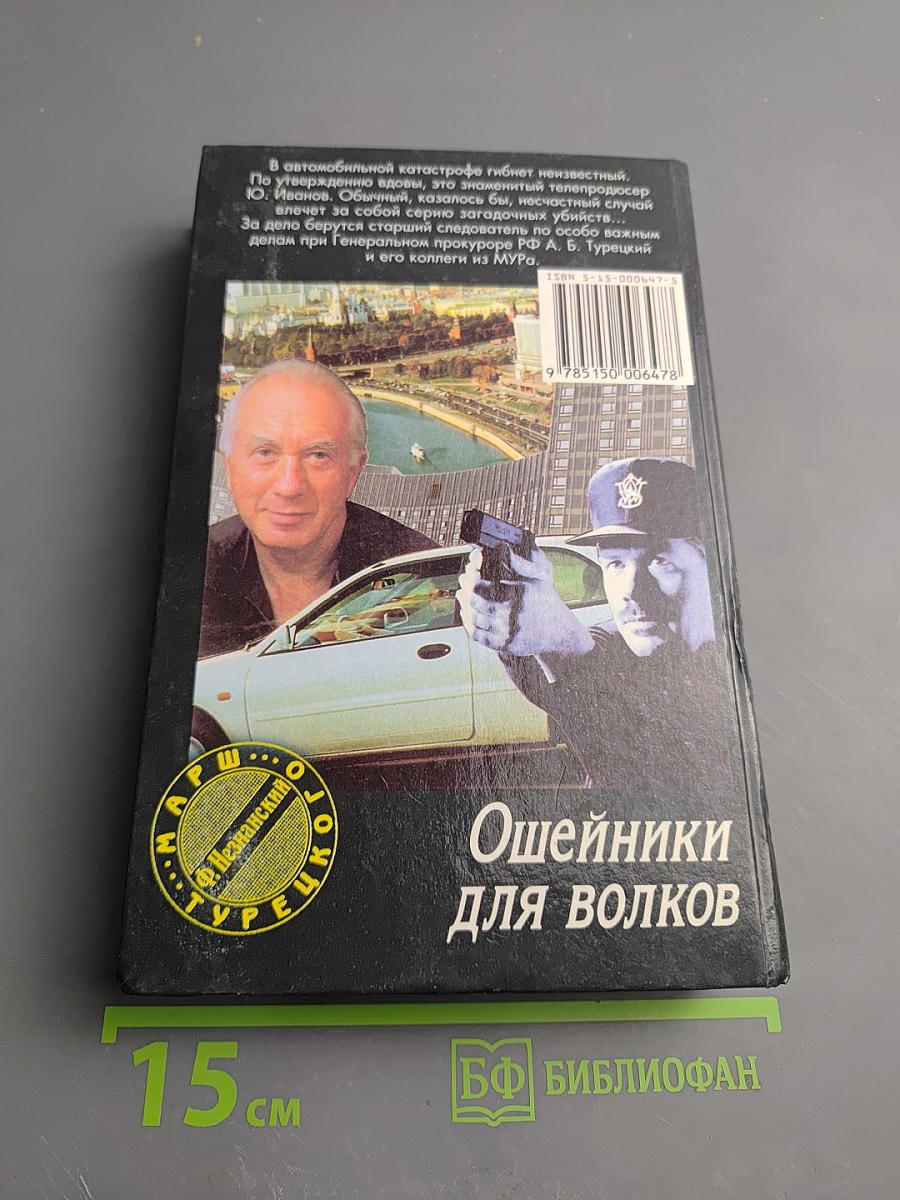 В автомобильной катастрофе гибнет неизвестный.
По утверждению вдовы, это знаменитый телепродюсер
Ю. Иванов. Обычный, казалось бы, несчастный случай
влечет за собой серию загадочных убийств...
За дело берутся старший следователь по особо важным
делам при Генеральном прокуроре РФ А. Б. Турецкий
и его коллеги из МУРа.
ISBN 5-15-000647-5
9 785150 006478
МАРШ...
Ф. Незнанский
ТУРЕЦКОГО...
Ошейники
для волков
15 см
БФ БИБЛИОФАН